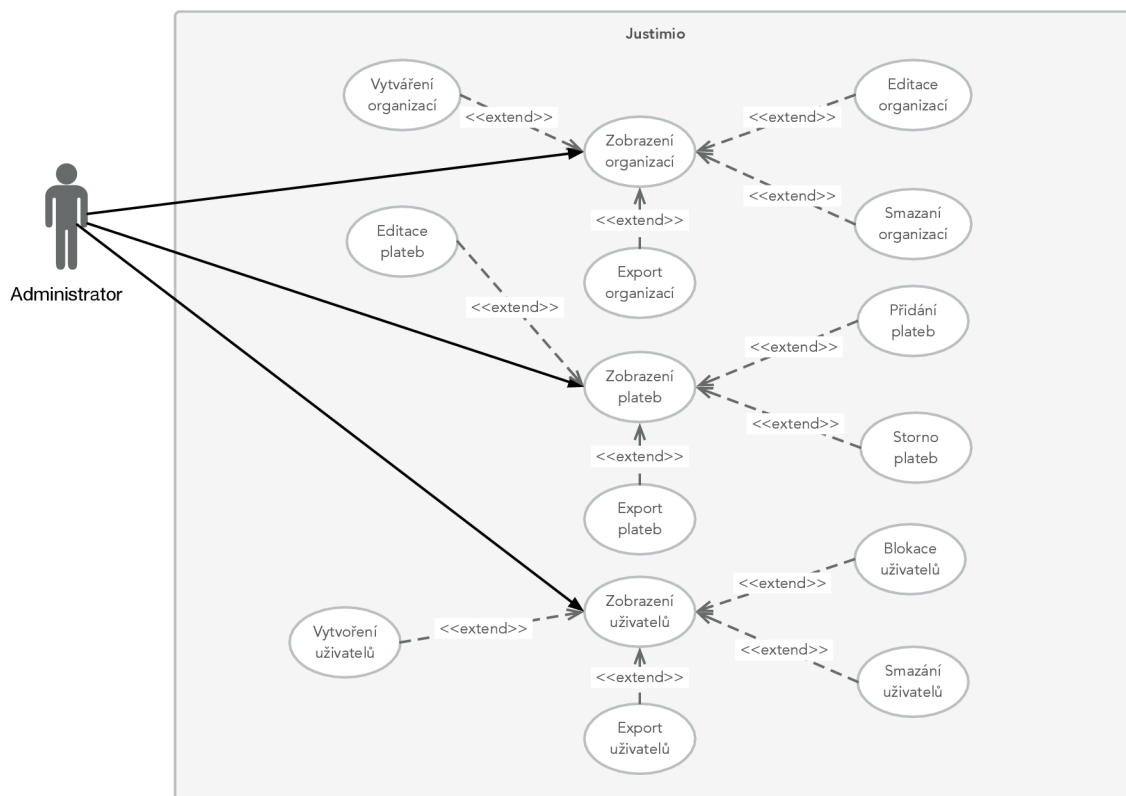 Justimio
Vytváření
organizací
Editace
organizací
<<extend>>
<<extend>>
Zobrazení
organizací
<<extend>>
Smazaní
organizací
<<extend>>
Editace
plateb
Export
organizací
Administrator
Přidání
plateb
<<extend>>
<<extend>>
Zobrazení
plateb
<<extend>>
Storno
plateb
<<extend>>
Export
plateb
Blokace
uživatelů
<<extend>>
Zobrazení
uživatelů
Vytvoření
uživatelů
<<extend>>
<<extend>>
Smazání
uživatelů
<<extend>>
Export
uživatelů